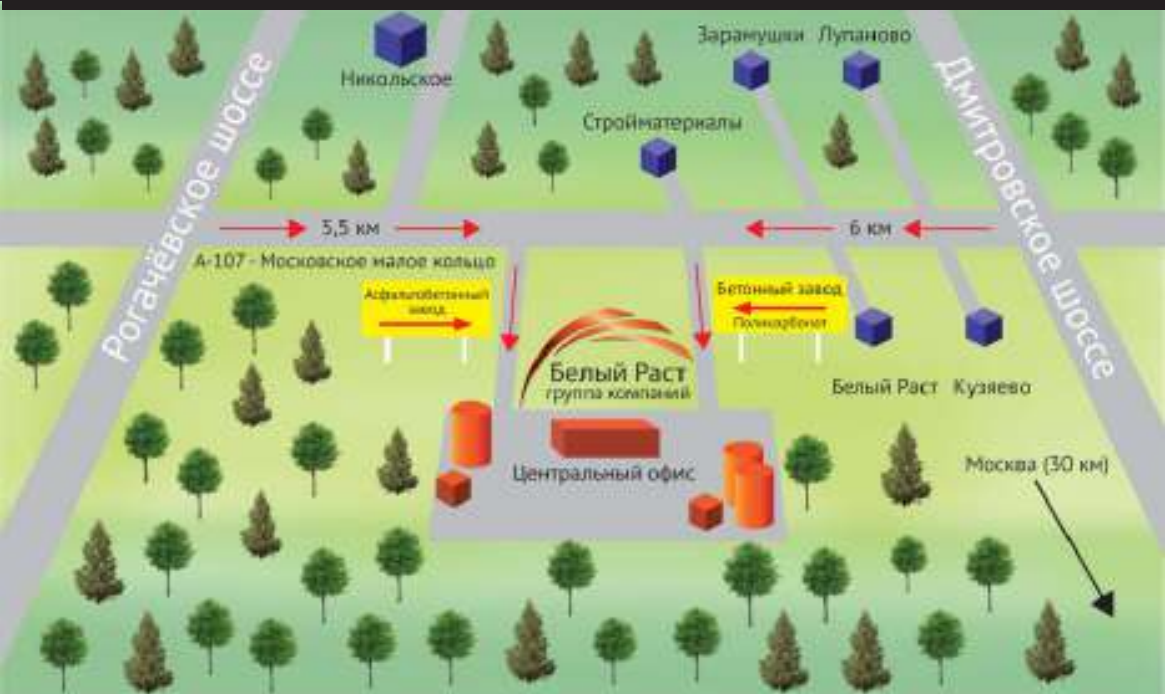 Никольское
Зарамушки Лупаново
Стройматериалы
Рогачёвское шоссе
Дмитровское шоссе
5,5 км
6 км
А-107 - Московское малое кольцо
Асфальтобетонный
завод
Бетонный завод
Поликарбонат
Белый Раст
группа компаний
Белый Раст Кузяево
Центральный офис
Москва (30 км)